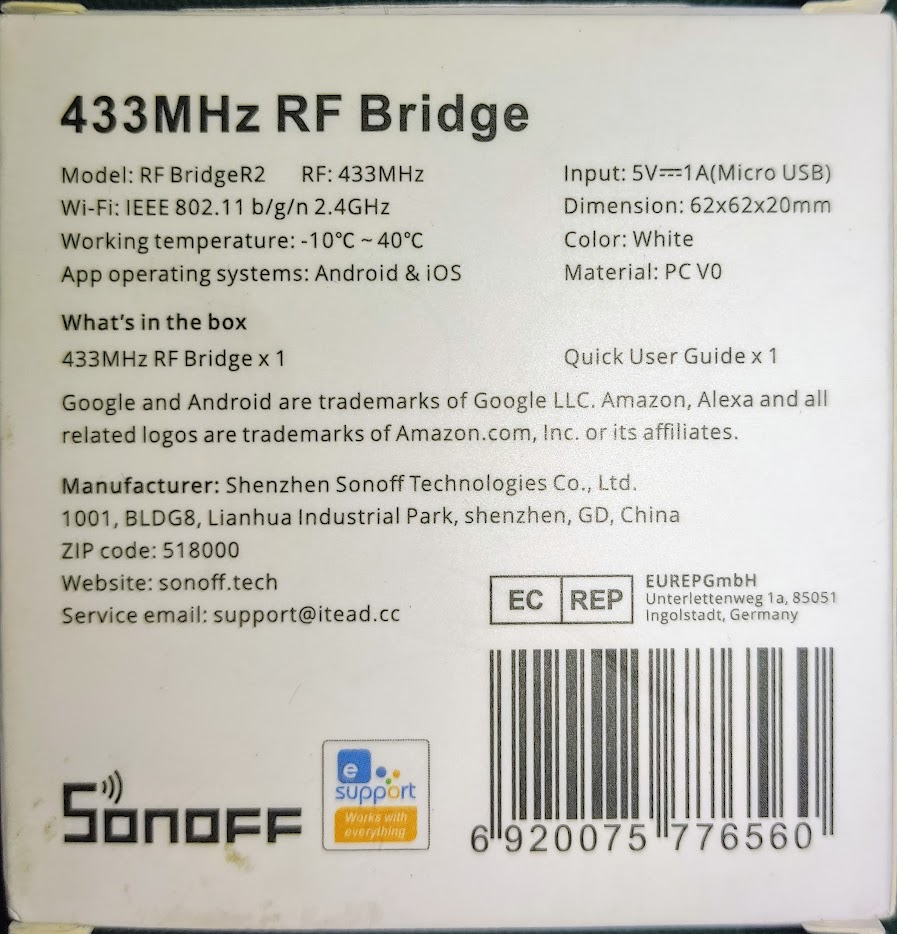 433MHz RF Bridge
Model: RF BridgeR2 RF: 433MHz
Input: 5V⎓1A(Micro USB)
Wi-Fi: IEEE 802.11 b/g/n 2.4GHz
Dimension: 62x62x20mm
Working temperature: -10℃ ~ 40℃
Color: White
App operating systems: Android & iOS
Material: PC V0
What's in the box
433MHz RF Bridge x 1
Quick User Guide x 1
Google and Android are trademarks of Google LLC. Amazon, Alexa and all
related logos are trademarks of Amazon.com, Inc. or its affiliates.
Manufacturer: Shenzhen Sonoff Technologies Co., Ltd.
1001, BLDG8, Lianhua Industrial Park, shenzhen, GD, China
ZIP code: 518000
Website: sonoff.tech
Service email: support@itead.cc
EC REP
EUREPGmbH
Unterlettenweg 1a, 85051
Ingolstadt, Germany
SONOFF
e
support
Works with
everything
6 920075 776560